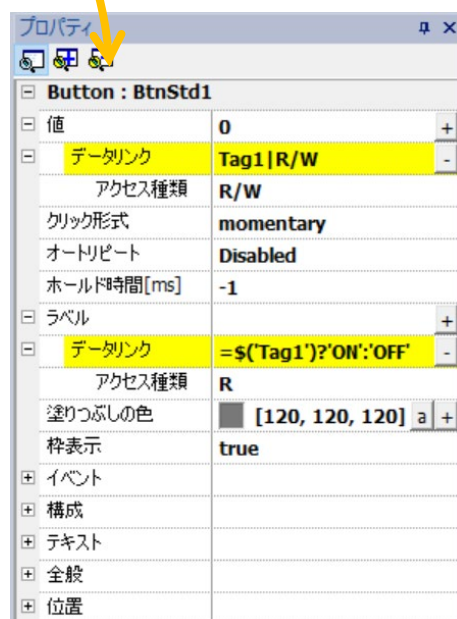 プロパティ
Button : BtnStd1
値 0 +
データリンク Tag1|R/W -
アクセス種類 R/W
クリック形式 momentary
オートリピート Disabled
ホールド時間[ms] -1
ラベル +
データリンク =$('Tag1')?'ON':'OFF' -
アクセス種類 R
塗りつぶしの色 [120, 120, 120] a +
枠表示 true
イベント
構成
テキスト
全般
位置